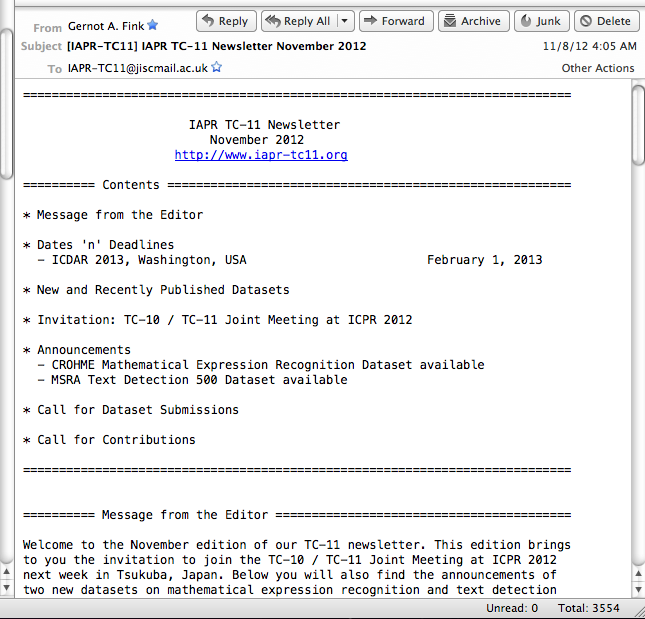 From Gernot A. Fink Reply Reply All Forward Archive Junk Delete
Subject [IAPR-TC11] IAPR TC-11 Newsletter November 2012 11/8/12 4:05 AM
To IAPR-TC11@jiscmail.ac.uk Other Actions
============================================================================
IAPR TC-11 Newsletter
November 2012
http://www.iapr-tc11.org
========== Contents ========================================================
* Message from the Editor
* Dates 'n' Deadlines
- ICDAR 2013, Washington, USA February 1, 2013
* New and Recently Published Datasets
* Invitation: TC-10 / TC-11 Joint Meeting at ICPR 2012
* Announcements
- CROHME Mathematical Expression Recognition Dataset available
- MSRA Text Detection 500 Dataset available
* Call for Dataset Submissions
* Call for Contributions
============================================================================
========== Message from the Editor =========================================
Welcome to the November edition of our TC-11 newsletter. This edition brings
to you the invitation to join the TC-10 / TC-11 Joint Meeting at ICPR 2012
next week in Tsukuba, Japan. Below you will also find the announcements of
two new datasets on mathematical expression recognition and text detection
Unread: 0 Total: 3554